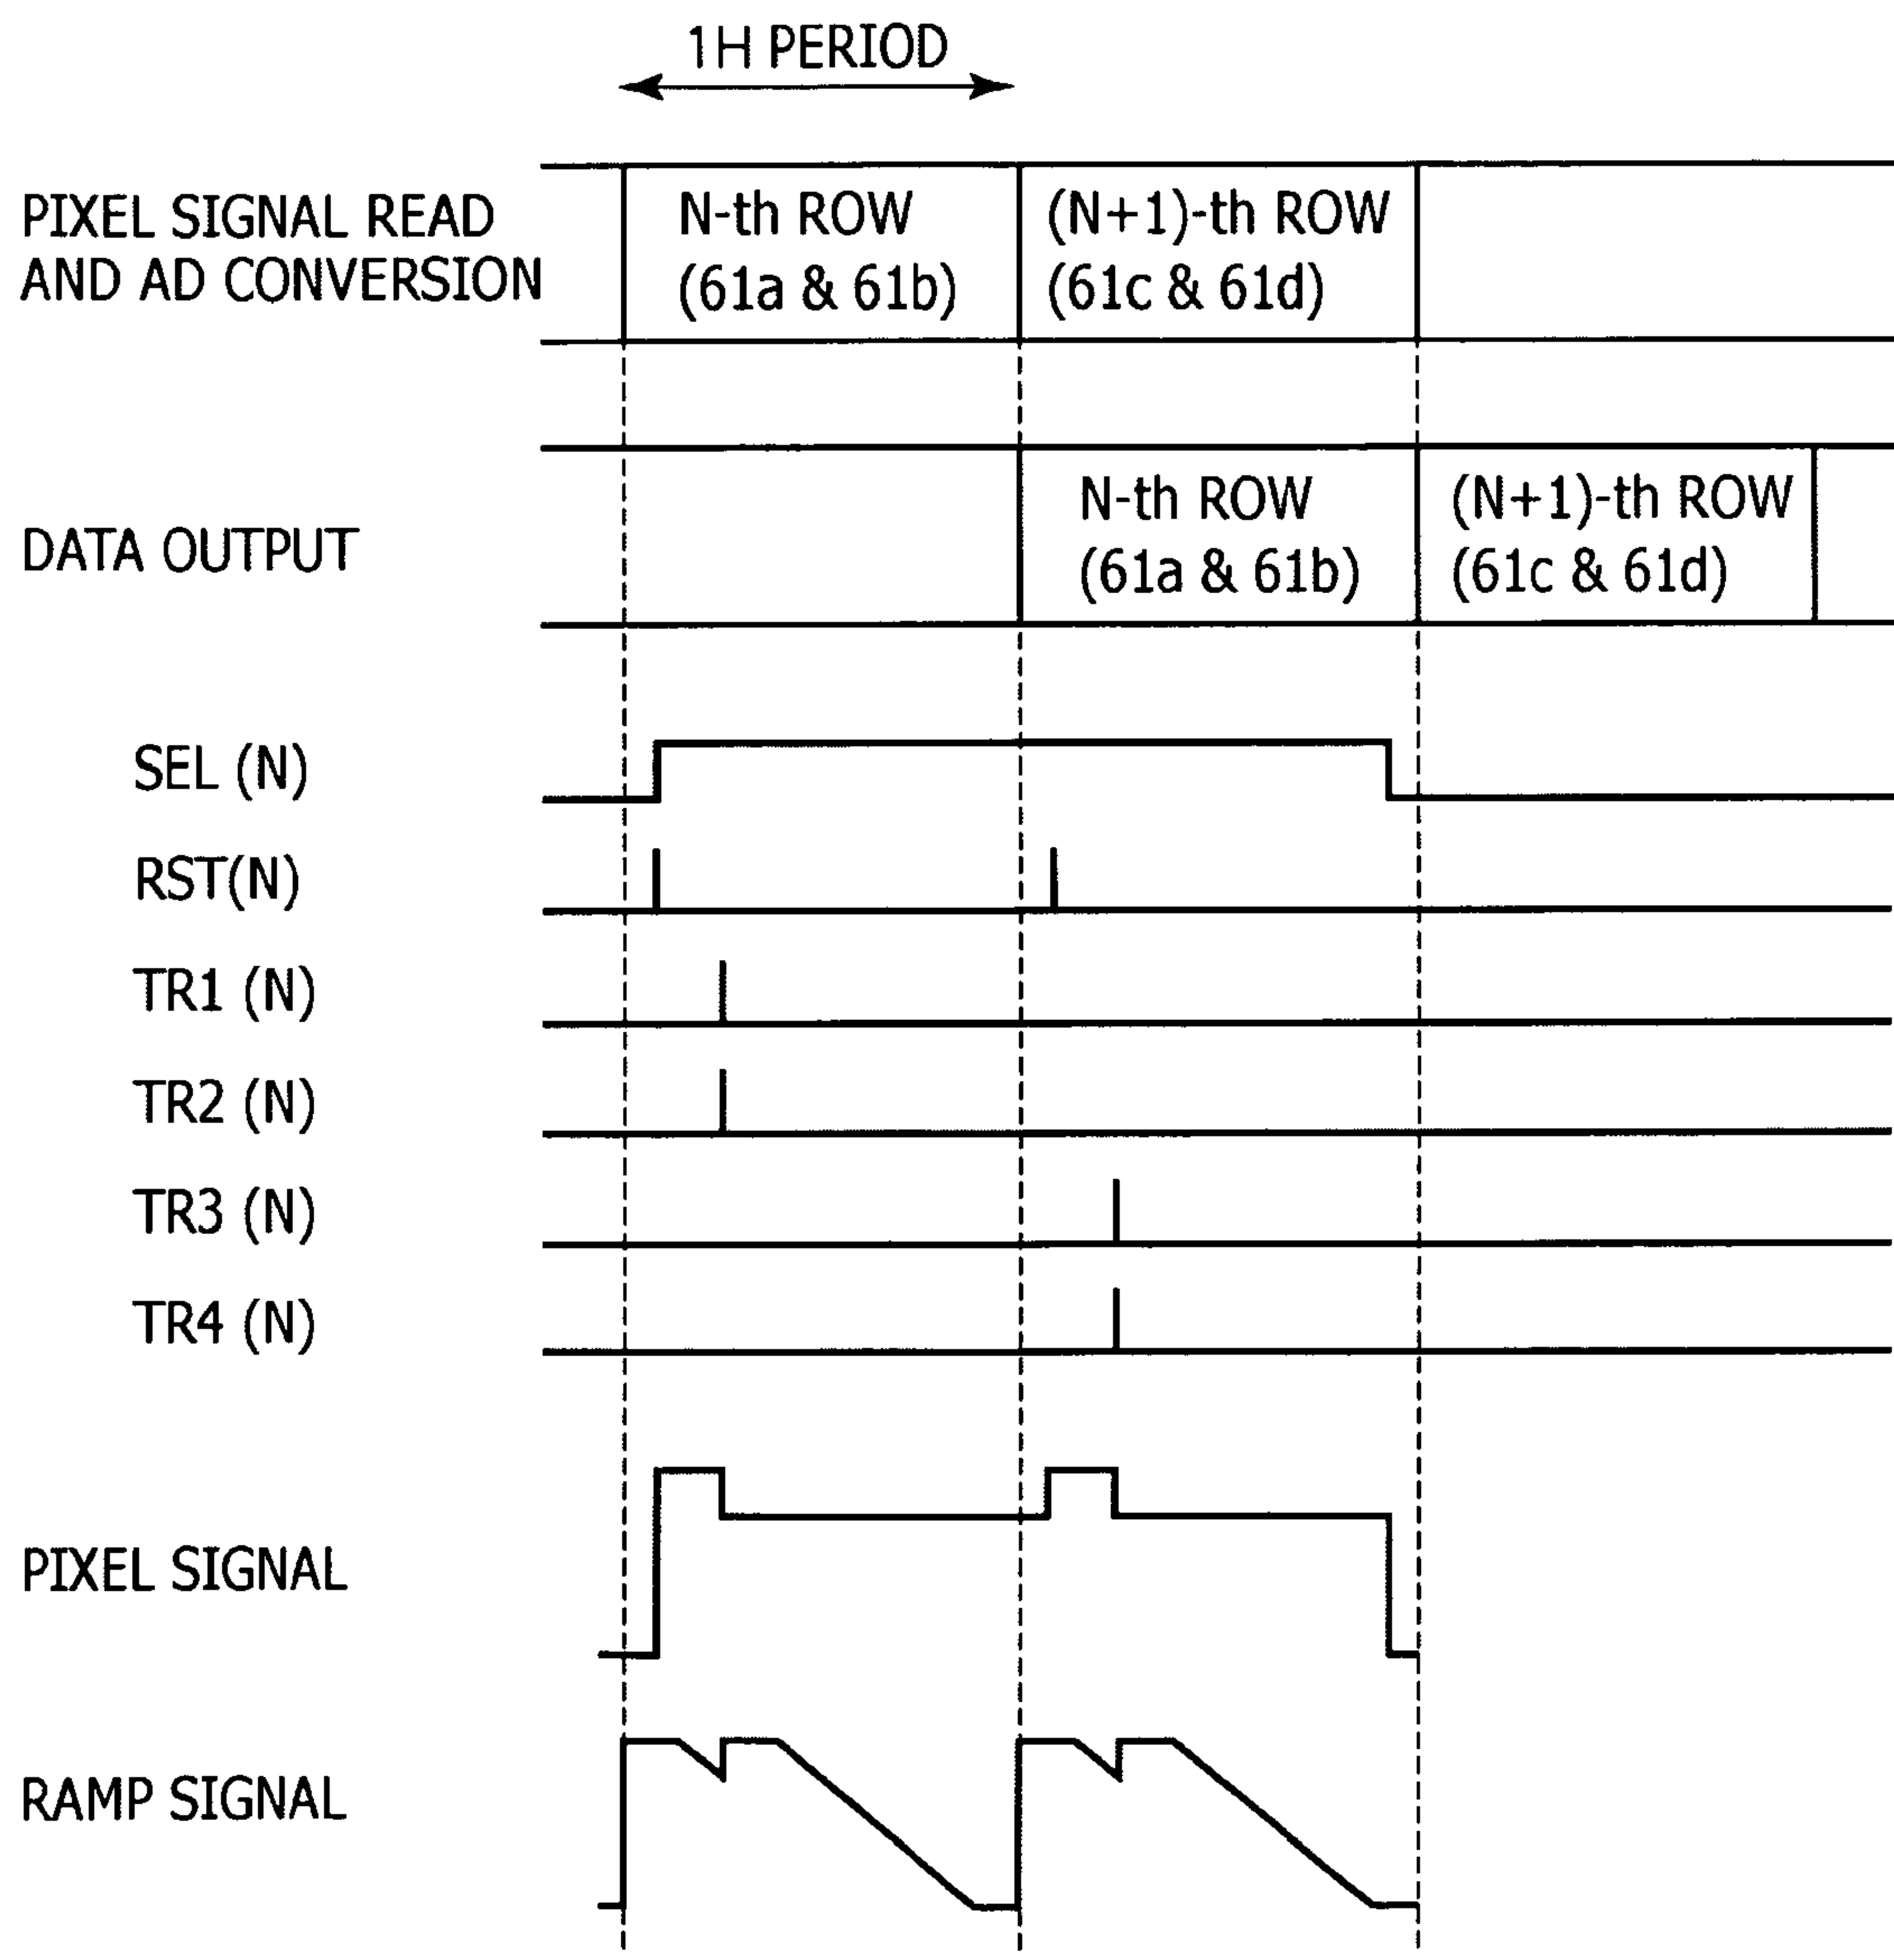 1H PERIOD
PIXEL SIGNAL READ
AND AD CONVERSION
N-th ROW
(61a & 61b)
(N+1)-th ROW
(61c & 61d)
DATA OUTPUT
N-th ROW
(61a & 61b)
(N+1)-th ROW
(61c & 61d)
SEL (N)
RST(N)
TR1 (N)
TR2 (N)
TR3 (N)
TR4 (N)
PIXEL SIGNAL
RAMP SIGNAL